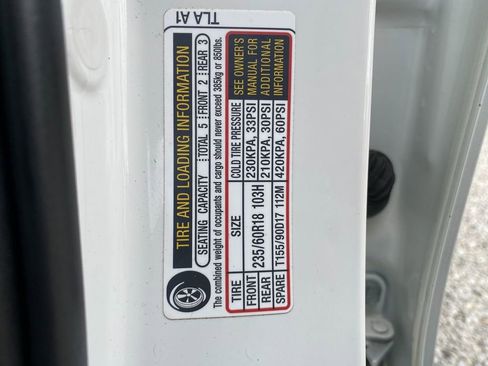 TLA A1
TIRE AND LOADING INFORMATION
SEATING CAPACITY TOTAL 5 FRONT 2 REAR 3
The combined weight of occupants and cargo should never exceed 385kg or 850lbs.
TIRE SIZE COLD TIRE PRESSURE
FRONT 235/60R18 103H 230KPA, 33PSI
REAR 210KPA, 30PSI
SPARE T155/90D17 112M 420KPA, 60PSI
SEE OWNER'S
MANUAL FOR
ADDITIONAL
INFORMATION